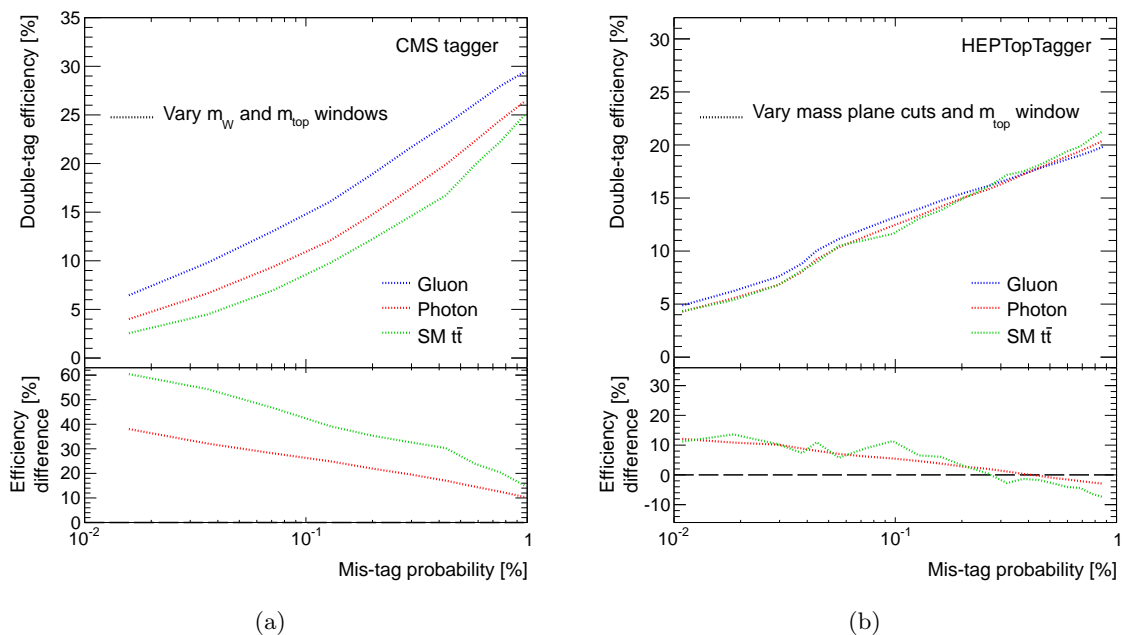 CMS tagger
Vary m_W and m_top windows
Gluon
Photon
SM tt̄
Double-tag efficiency [%]
35
30
25
20
15
10
5
0
Efficiency difference [%]
60
50
40
30
20
10
0
10^-2
10^-1
1
Mis-tag probability [%]
(a)
HEPTopTagger
Vary mass plane cuts and m_top window
Gluon
Photon
SM tt̄
Double-tag efficiency [%]
30
25
20
15
10
5
0
Efficiency difference [%]
30
20
10
0
-10
10^-2
10^-1
1
Mis-tag probability [%]
(b)